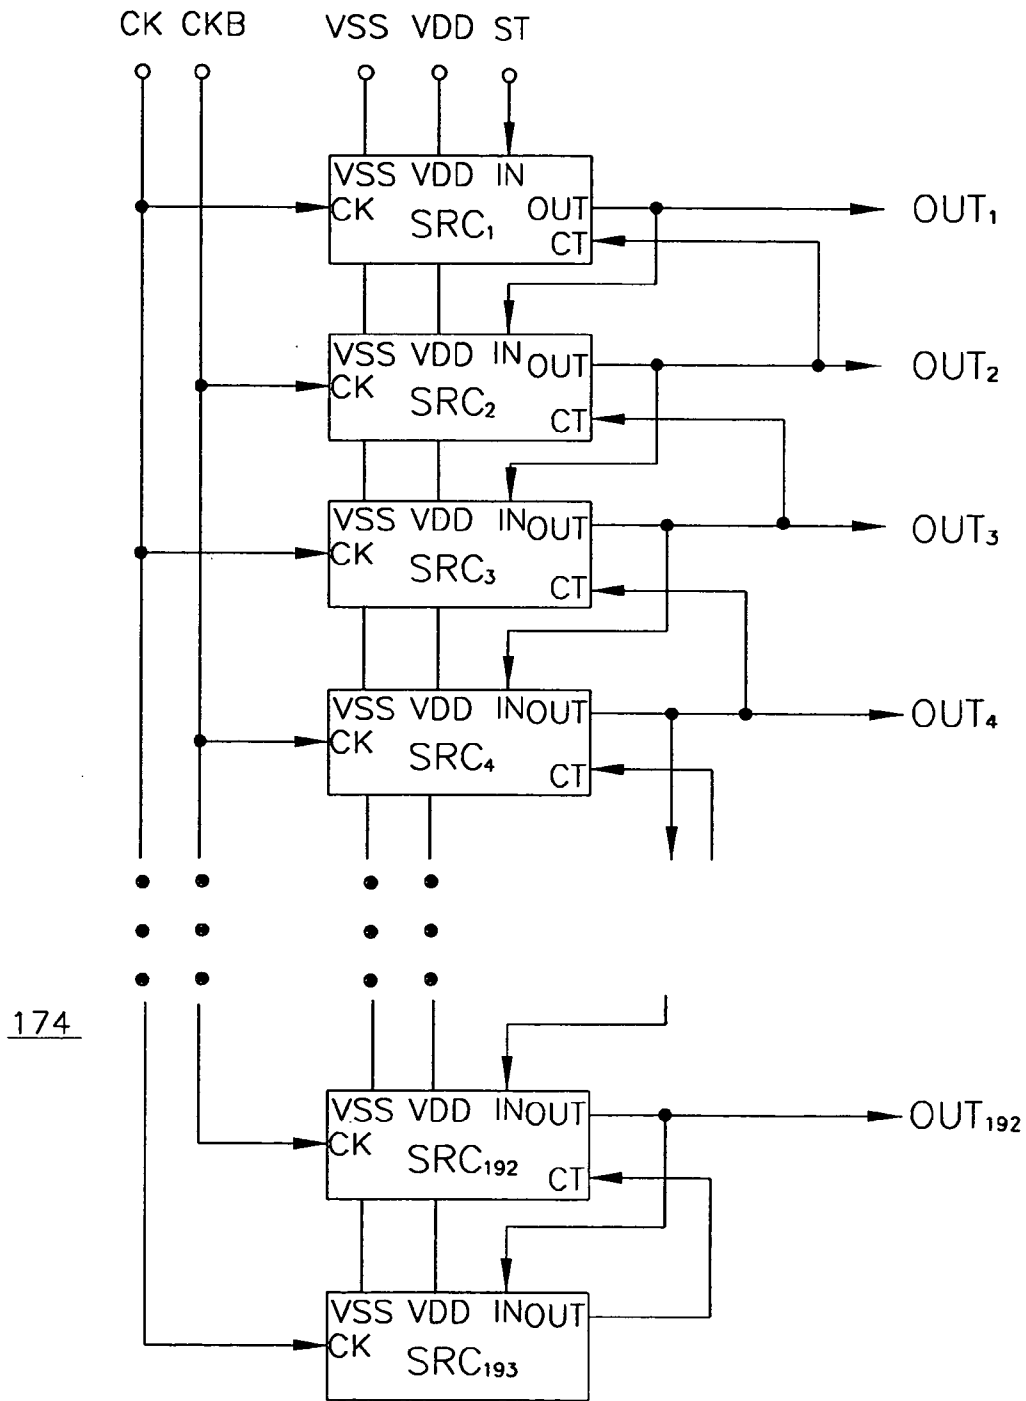 CK CKB VSS VDD ST
VSS VDD IN
CK OUT OUT₁
SRC₁
CT
VSS VDD IN OUT OUT₂
CK
SRC₂
CT
VSS VDD IN OUT OUT₃
CK
SRC₃
CT
VSS VDD IN OUT OUT₄
CK
SRC₄
CT
174
VSS VDD IN OUT OUT₁₉₂
CK
SRC₁₉₂
CT
VSS VDD IN OUT
CK
SRC₁₉₃